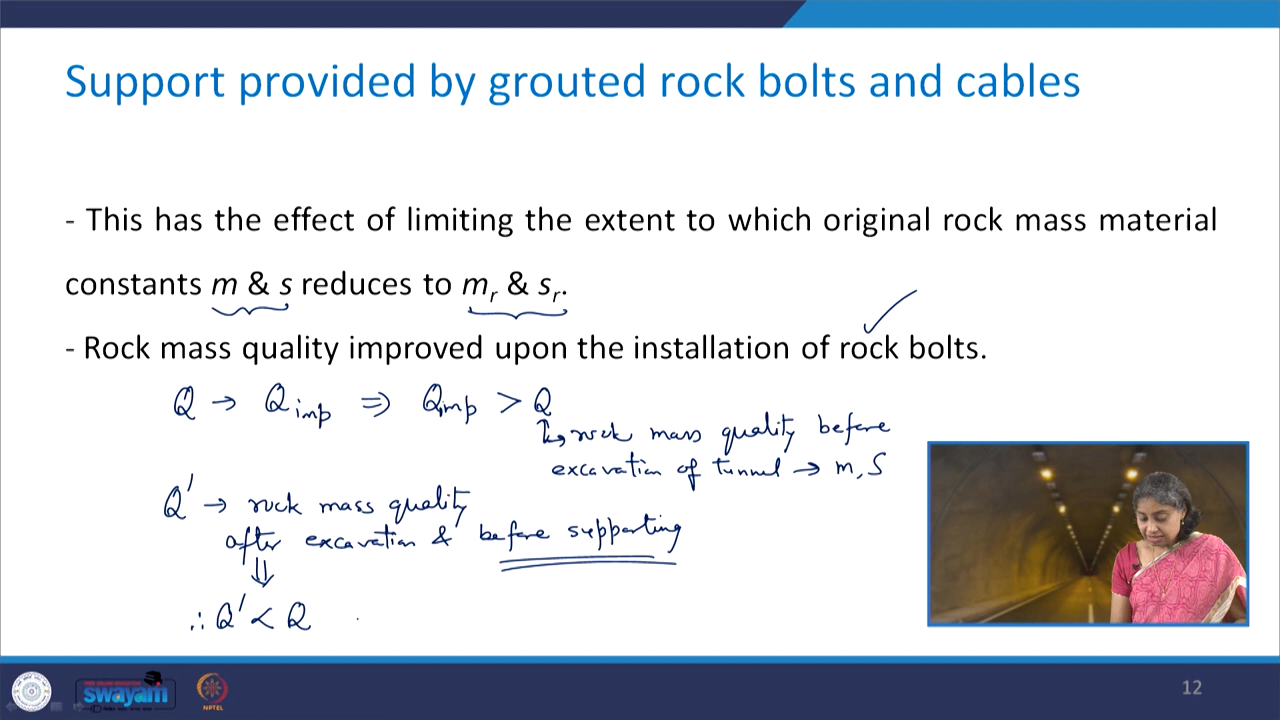 Support provided by grouted rock bolts and cables
- This has the effect of limiting the extent to which original rock mass material
constants m & s reduces to mᵣ & sᵣ.
- Rock mass quality improved upon the installation of rock bolts.
Q → Q imp ⇒ Qimp > Q
↳ rock mass quality before
excavation of tunnel → m, S
Q' → rock mass quality
after excavation & before supporting
⇓
∴ Q' < Q
swayam
NPTEL
12